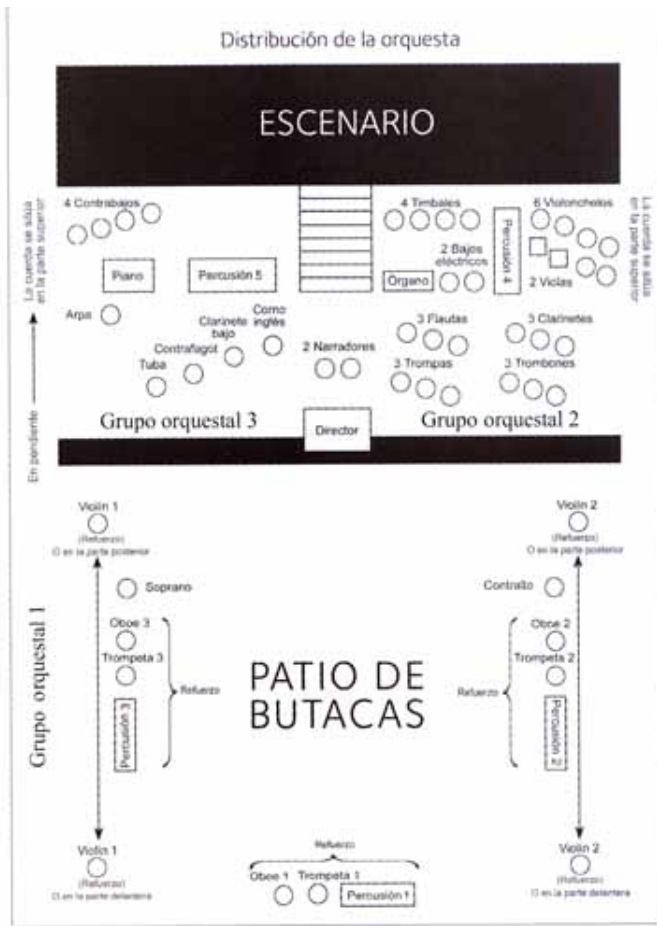 Distribución de la orquesta
ESCENARIO
La cuerda se sitúa
en la parte superior
4 Contrabajos
4 Timbales
6 Violonchelos
La cuerda se sitúa
en la parte superior
2 Bajos
eléctricos
Percusión 4
Piano
Percusión 5
Órgano
2 Violas
Arpa
Corno
inglés
Clarinete
bajo
Contrafagot
Tuba
2 Narradores
3 Flautas
3 Clarinetes
3 Trompas
3 Trombones
En pendiente
Grupo orquestal 3
Director
Grupo orquestal 2
Violín 1
(Refuerzo)
O en la parte posterior
Violín 2
(Refuerzo)
O en la parte posterior
Soprano
Contralto
Grupo orquestal 1
Oboe 3
Trompeta 3
Percusión 3
Refuerzo
PATIO DE
BUTACAS
Oboe 2
Trompeta 2
Refuerzo
Percusión 2
Violín 1
(Refuerzo)
O en la parte delantera
Refuerzo
Oboe 1
Trompeta 1
Percusión 1
Violín 2
(Refuerzo)
O en la parte delantera